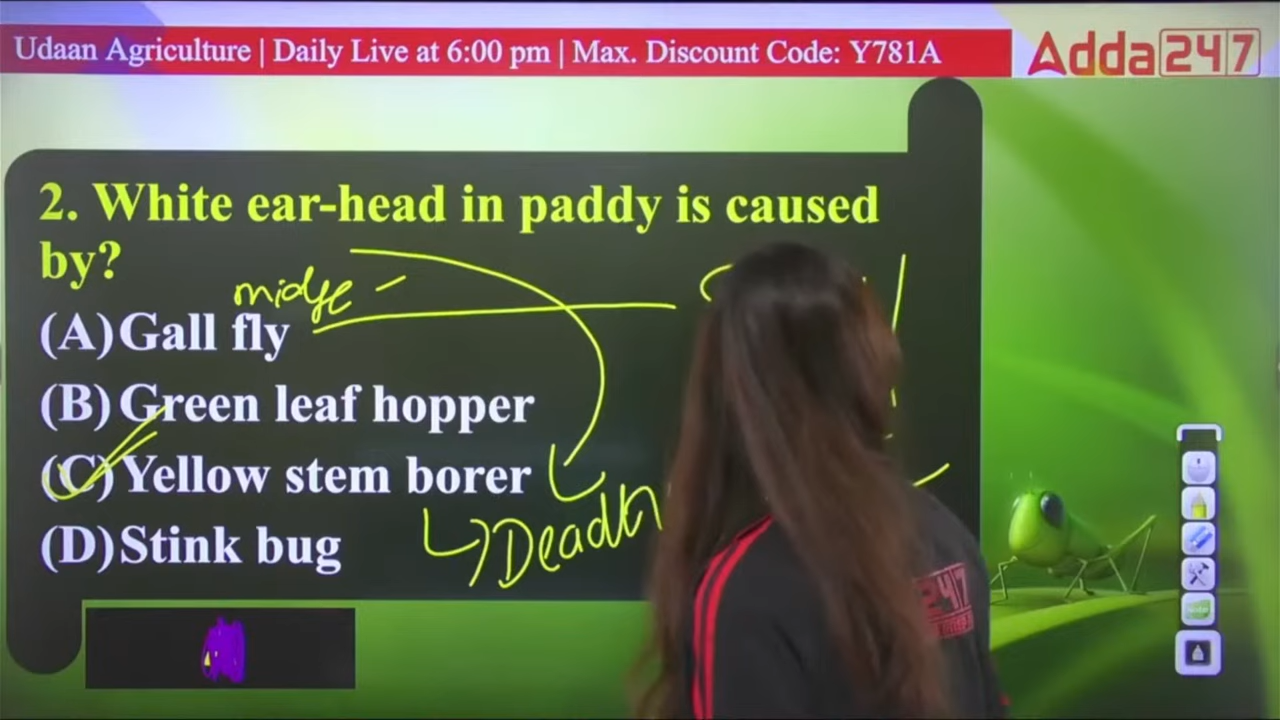 Udaan Agriculture | Daily Live at 6:00 pm | Max. Discount Code: Y781A
Adda247
2. White ear-head in paddy is caused
by?
midge
(A) Gall fly
(B) Green leaf hopper
(C) Yellow stem borer
(D) Stink bug
247